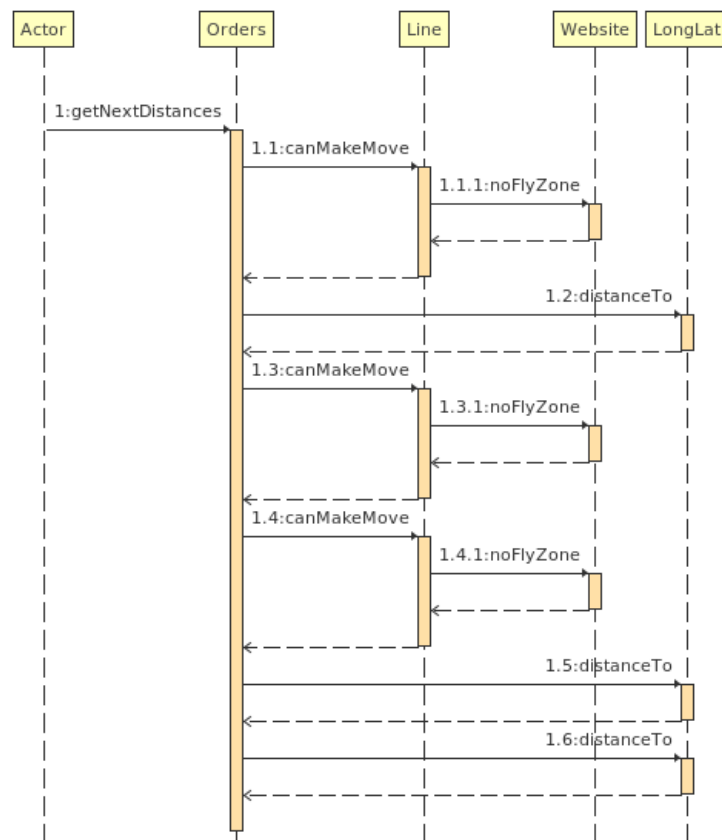 Actor
Orders
Line
Website
LongLat
1:getNextDistances
1.1:canMakeMove
1.1.1:noFlyZone
1.2:distanceTo
1.3:canMakeMove
1.3.1:noFlyZone
1.4:canMakeMove
1.4.1:noFlyZone
1.5:distanceTo
1.6:distanceTo